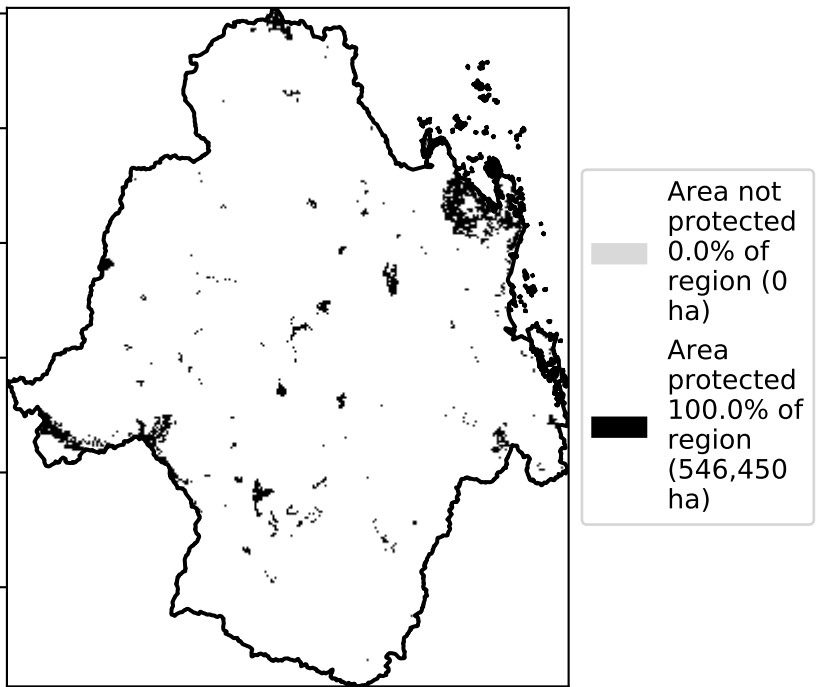 Area not
protected
0.0% of
region (0
ha)
Area
protected
100.0% of
region
(546,450
ha)